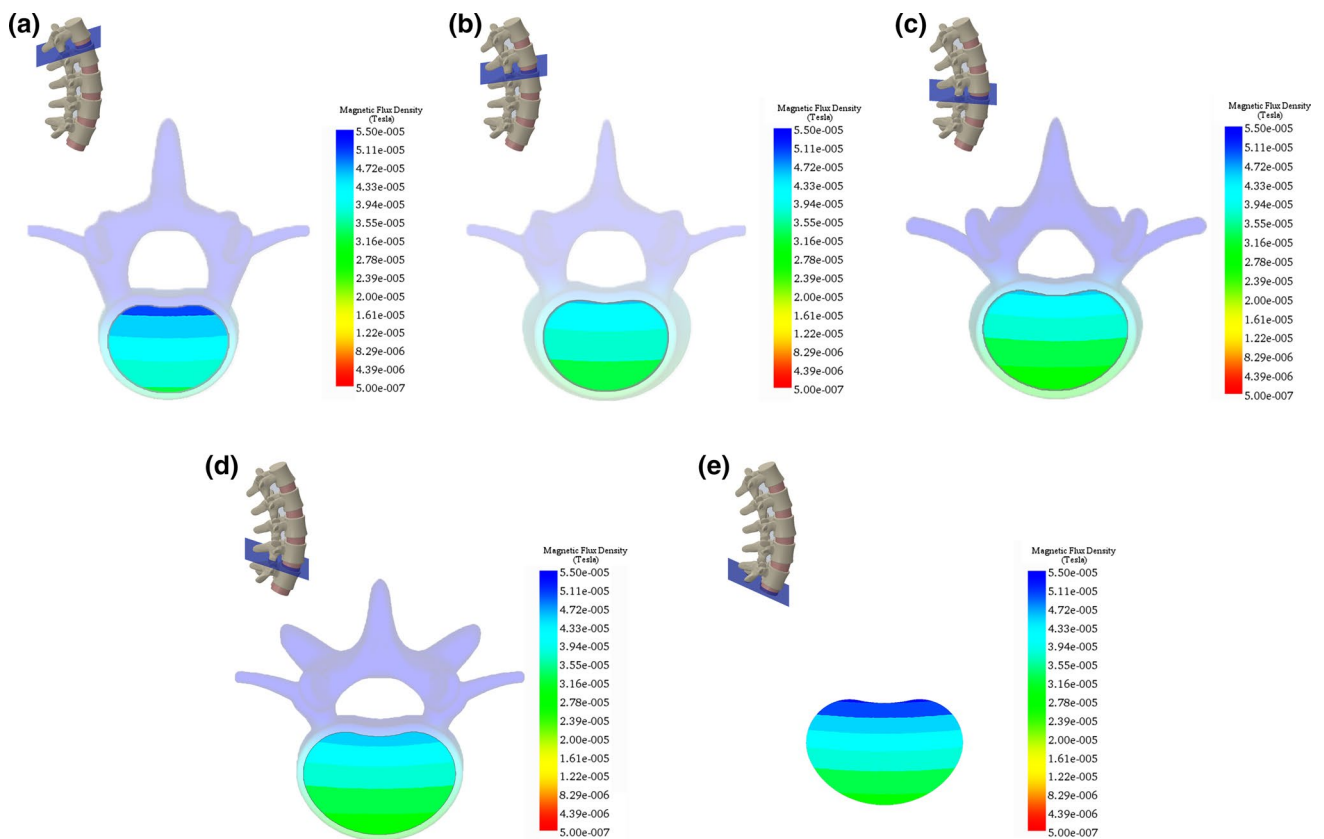 (a)
Magnetic Flux Density
(Tesla)
5.50e-005
5.11e-005
4.72e-005
4.33e-005
3.94e-005
3.55e-005
3.16e-005
2.78e-005
2.39e-005
2.00e-005
1.61e-005
1.22e-005
8.29e-006
4.39e-006
5.00e-007
(b)
Magnetic Flux Density
(Tesla)
5.50e-005
5.11e-005
4.72e-005
4.33e-005
3.94e-005
3.55e-005
3.16e-005
2.78e-005
2.39e-005
2.00e-005
1.61e-005
1.22e-005
8.29e-006
4.39e-006
5.00e-007
(c)
Magnetic Flux Density
(Tesla)
5.50e-005
5.11e-005
4.72e-005
4.33e-005
3.94e-005
3.55e-005
3.16e-005
2.78e-005
2.39e-005
2.00e-005
1.61e-005
1.22e-005
8.29e-006
4.39e-006
5.00e-007
(d)
Magnetic Flux Density
(Tesla)
5.50e-005
5.11e-005
4.72e-005
4.33e-005
3.94e-005
3.55e-005
3.16e-005
2.78e-005
2.39e-005
2.00e-005
1.61e-005
1.22e-005
8.29e-006
4.39e-006
5.00e-007
(e)
Magnetic Flux Density
(Tesla)
5.50e-005
5.11e-005
4.72e-005
4.33e-005
3.94e-005
3.55e-005
3.16e-005
2.78e-005
2.39e-005
2.00e-005
1.61e-005
1.22e-005
8.29e-006
4.39e-006
5.00e-007